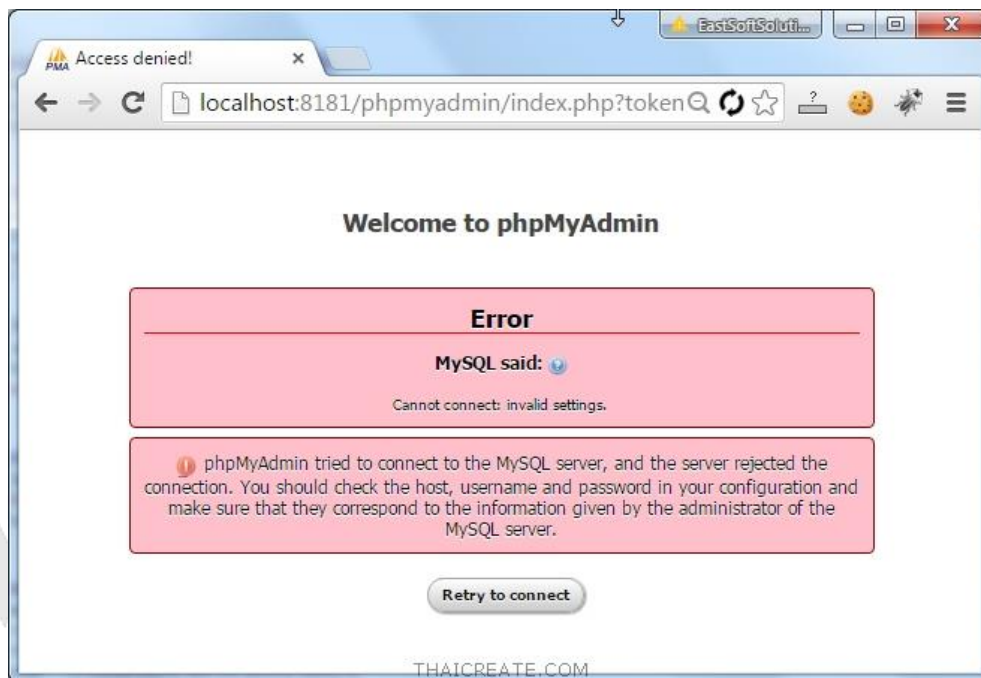 EastSoftSoluti...
PMA Access denied!
localhost:8181/phpmyadmin/index.php?token
Welcome to phpMyAdmin
Error
MySQL said:
Cannot connect: invalid settings.
phpMyAdmin tried to connect to the MySQL server, and the server rejected the
connection. You should check the host, username and password in your configuration and
make sure that they correspond to the information given by the administrator of the
MySQL server.
Retry to connect
THAICREATE.COM